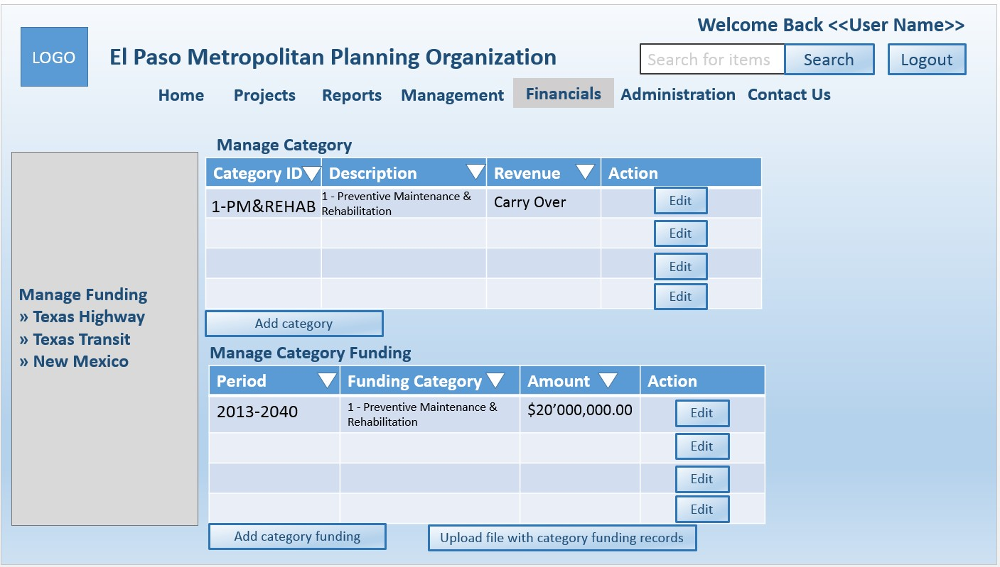 Welcome Back <<User Name>>
LOGO
El Paso Metropolitan Planning Organization
Search for items
Search
Logout
Home Projects Reports Management Financials Administration Contact Us
Manage Funding
» Texas Highway
» Texas Transit
» New Mexico
Manage Category
Category ID Description Revenue Action
1-PM&REHAB
1 - Preventive Maintenance &
Rehabilitation
Carry Over
Edit
Edit
Edit
Edit
Add category
Manage Category Funding
Period Funding Category Amount Action
2013-2040
1 - Preventive Maintenance &
Rehabilitation
$20’000,000.00
Edit
Edit
Edit
Edit
Add category funding
Upload file with category funding records